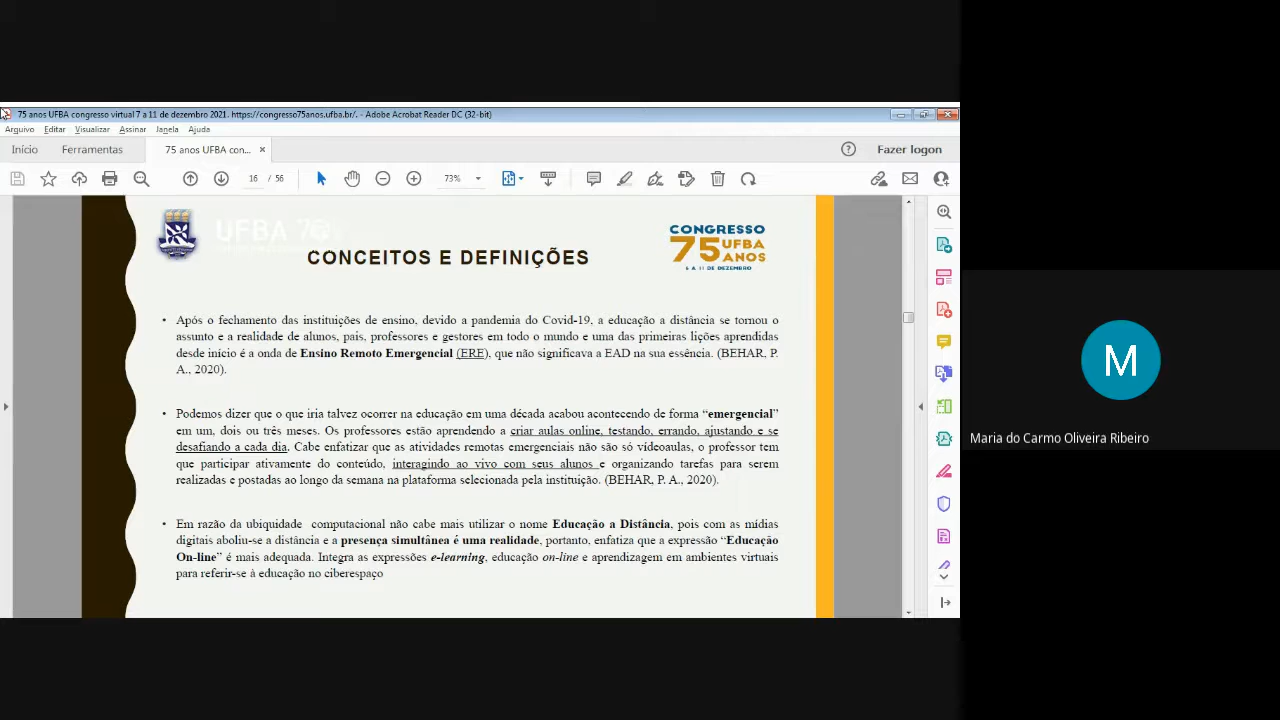 75 anos UFBA congresso virtual 7 a 11 de dezembro 2021. https://congresso75anos.ufba.br/. - Adobe Acrobat Reader DC (32-bit)
Arquivo Editar Visualizar Assinar Janela Ajuda
Início Ferramentas 75 anos UFBA con... × Fazer logon
16 / 56 73%
UFBA 7
CONGRESSO
75 UFBA ANOS
6 A 11 DE DEZEMBRO
CONCEITOS E DEFINIÇÕES
• Após o fechamento das instituições de ensino, devido a pandemia do Covid-19, a educação a distância se tornou o
assunto e a realidade de alunos, pais, professores e gestores em todo o mundo e uma das primeiras lições aprendidas
desde início é a onda de Ensino Remoto Emergencial (ERE), que não significava a EAD na sua essência. (BEHAR, P.
A., 2020).
• Podemos dizer que o que iria talvez ocorrer na educação em uma década acabou acontecendo de forma “emergencial”
em um, dois ou três meses. Os professores estão aprendendo a criar aulas online, testando, errando, ajustando e se
desafiando a cada dia. Cabe enfatizar que as atividades remotas emergenciais não são só vídeoaulas, o professor tem
que participar ativamente do conteúdo, interagindo ao vivo com seus alunos e organizando tarefas para serem
realizadas e postadas ao longo da semana na plataforma selecionada pela instituição. (BEHAR, P. A., 2020).
• Em razão da ubiquidade computacional não cabe mais utilizar o nome Educação a Distância, pois com as mídias
digitais aboliu-se a distância e a presença simultânea é uma realidade, portanto, enfatiza que a expressão “Educação
On-line” é mais adequada. Integra as expressões e-learning, educação on-line e aprendizagem em ambientes virtuais
para referir-se à educação no ciberespaço
M
Maria do Carmo Oliveira Ribeiro